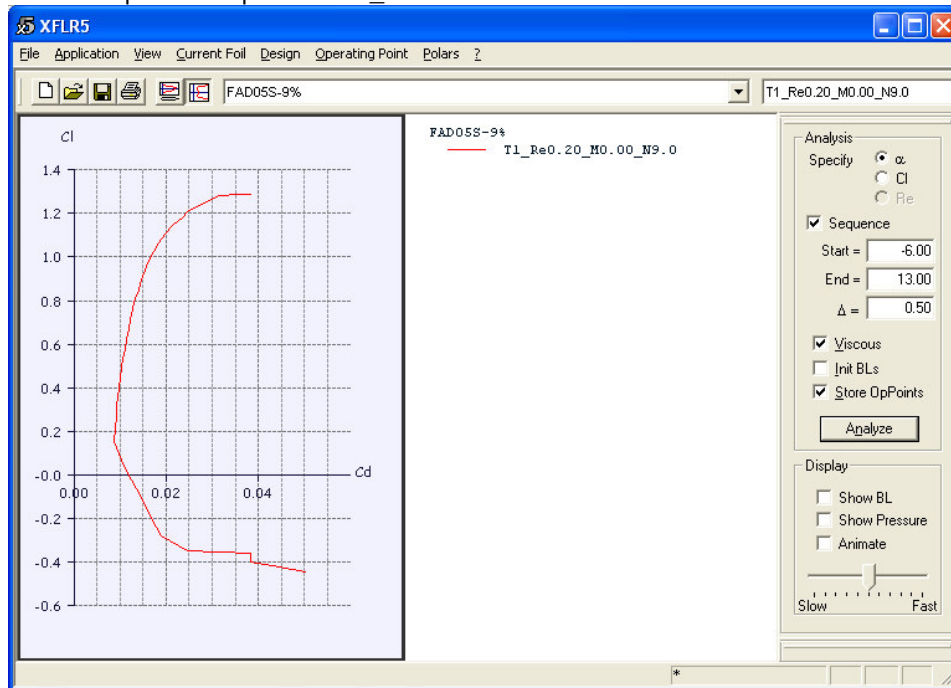 XFLR5
File Application View Current Foil Design Operating Point Polars ?
FAD05S-9%
T1_Re0.20_M0.00_N9.0
Cl
1.4
1.2
1.0
0.8
0.6
0.4
0.2
-0.0
-0.2
-0.4
-0.6
0.00 0.02 0.04
Cd
FAD05S-9%
T1_Re0.20_M0.00_N9.0
Analysis
Specify α
Cl
Re
Sequence
Start = -6.00
End = 13.00
Δ = 0.50
Viscous
Init BLs
Store OpPoints
Analyze
Display
Show BL
Show Pressure
Animate
Slow Fast
*